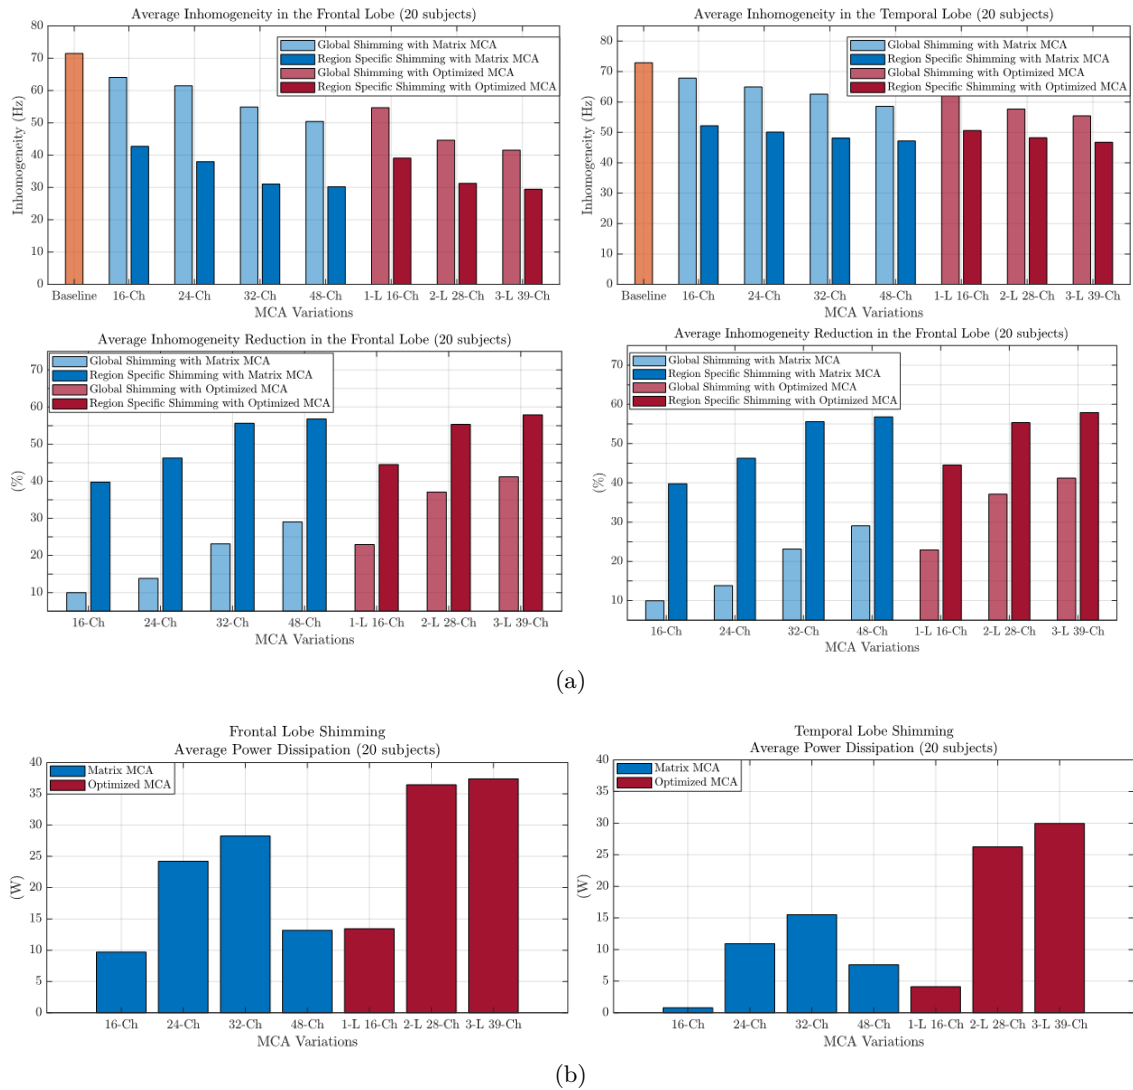 Average Inhomogeneity in the Frontal Lobe (20 subjects)
Inhomogeneity (Hz)
80
70
60
50
40
30
20
10
0
Global Shimming with Matrix MCA
Region Specific Shimming with Matrix MCA
Global Shimming with Optimized MCA
Region Specific Shimming with Optimized MCA
Baseline 16-Ch 24-Ch 32-Ch 48-Ch 1-L 16-Ch 2-L 28-Ch 3-L 39-Ch
MCA Variations
Average Inhomogeneity in the Temporal Lobe (20 subjects)
Inhomogeneity (Hz)
80
70
60
50
40
30
20
10
0
Global Shimming with Matrix MCA
Region Specific Shimming with Matrix MCA
Global Shimming with Optimized MCA
Region Specific Shimming with Optimized MCA
Baseline 16-Ch 24-Ch 32-Ch 48-Ch 1-L 16-Ch 2-L 28-Ch 3-L 39-Ch
MCA Variations
Average Inhomogeneity Reduction in the Frontal Lobe (20 subjects)
(%)
70
60
50
40
30
20
10
Global Shimming with Matrix MCA
Region Specific Shimming with Matrix MCA
Global Shimming with Optimized MCA
Region Specific Shimming with Optimized MCA
16-Ch 24-Ch 32-Ch 48-Ch 1-L 16-Ch 2-L 28-Ch 3-L 39-Ch
MCA Variations
Average Inhomogeneity Reduction in the Frontal Lobe (20 subjects)
(%)
70
60
50
40
30
20
10
Global Shimming with Matrix MCA
Region Specific Shimming with Matrix MCA
Global Shimming with Optimized MCA
Region Specific Shimming with Optimized MCA
16-Ch 24-Ch 32-Ch 48-Ch 1-L 16-Ch 2-L 28-Ch 3-L 39-Ch
MCA Variations
(a)
Frontal Lobe Shimming
Average Power Dissipation (20 subjects)
(W)
40
35
30
25
20
15
10
5
0
Matrix MCA
Optimized MCA
16-Ch 24-Ch 32-Ch 48-Ch 1-L 16-Ch 2-L 28-Ch 3-L 39-Ch
MCA Variations
Temporal Lobe Shimming
Average Power Dissipation (20 subjects)
(W)
40
35
30
25
20
15
10
5
0
Matrix MCA
Optimized MCA
16-Ch 24-Ch 32-Ch 48-Ch 1-L 16-Ch 2-L 28-Ch 3-L 39-Ch
MCA Variations
(b)